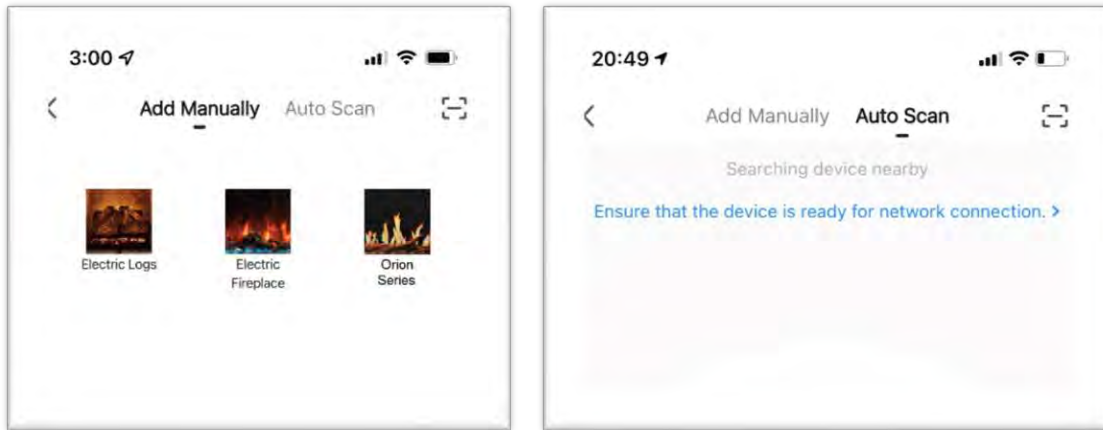 3:00
Add Manually Auto Scan
Electric Logs
Electric
Fireplace
Orion
Series
20:49
Add Manually Auto Scan
Searching device nearby
Ensure that the device is ready for network connection. >